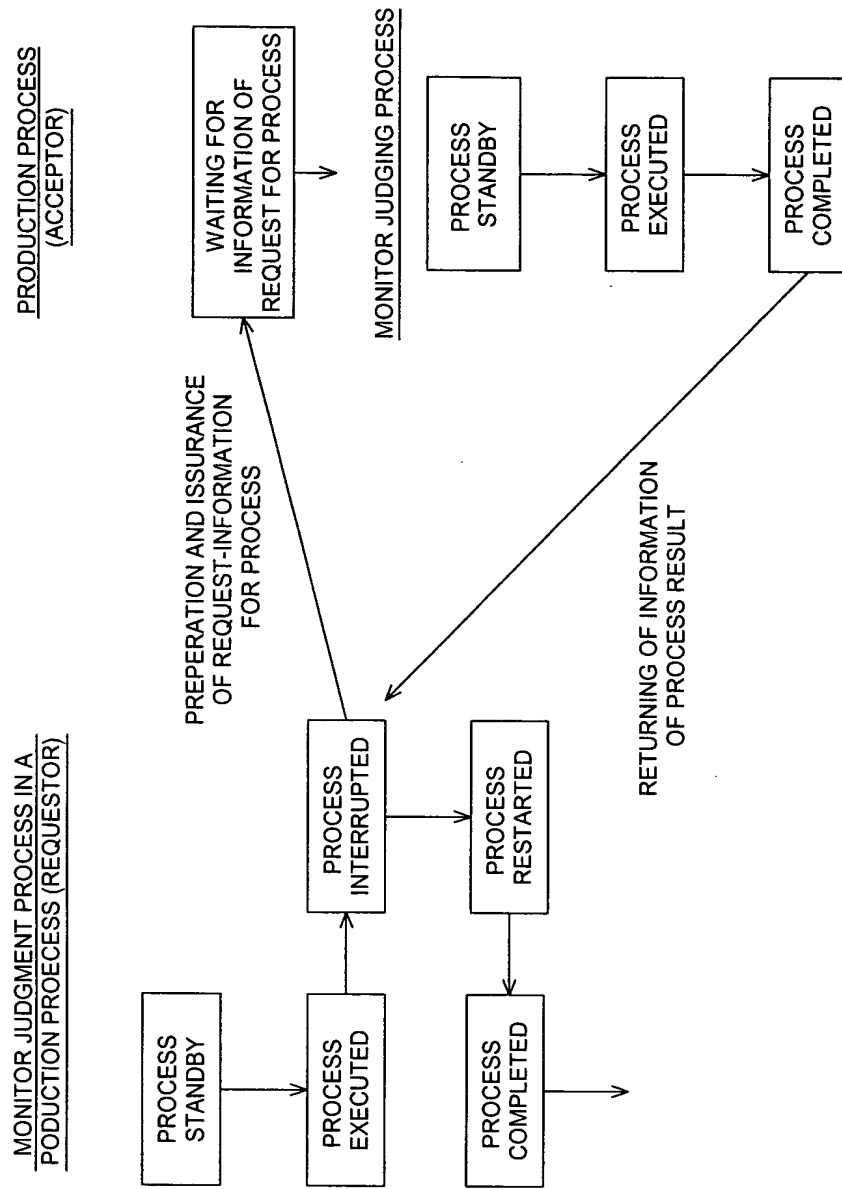 MONITOR JUDGMENT PROCESS IN A
PODUCTION PROECESS (REQUESTOR)
PROCESS
STANDBY
PROCESS
EXECUTED
PROCESS
INTERRUPTED
PROCESS
RESTARTED
PROCESS
COMPLETED
PREPERATION AND ISSURANCE
OF REQUEST-INFORMATION
FOR PROCESS
RETURNING OF INFORMATION
OF PROCESS RESULT
PRODUCTION PROCESS
(ACCEPTOR)
WAITING FOR
INFORMATION OF
REQUEST FOR PROCESS
MONITOR JUDGING PROCESS
PROCESS
STANDBY
PROCESS
EXECUTED
PROCESS
COMPLETED